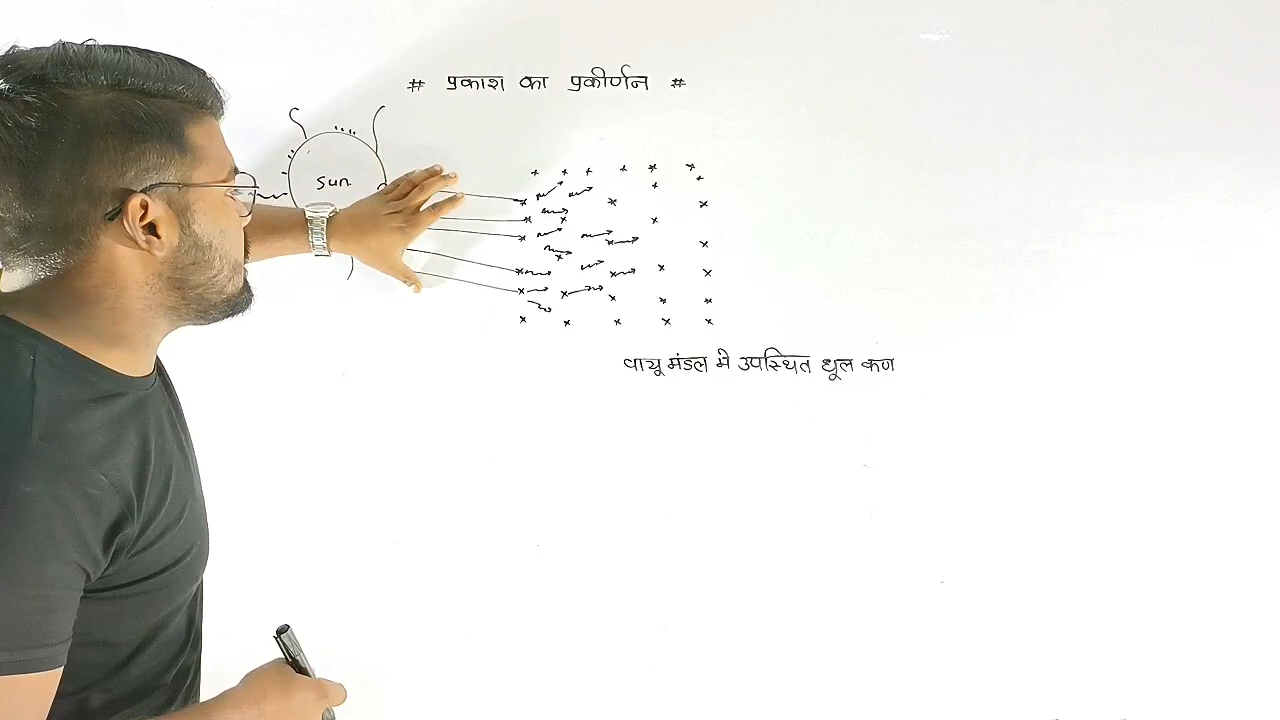 # प्रकाश का प्रकीर्णन #
Sun
वायु मंडल मे उपस्थित धूल कण